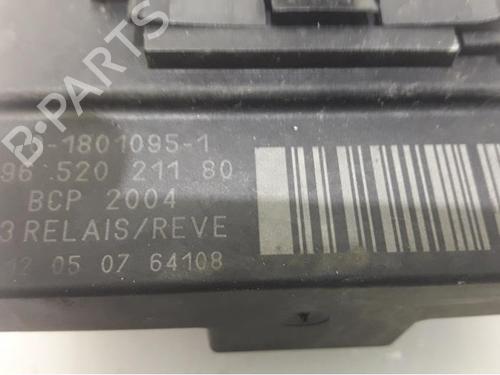 -1801095-1
96 520 211 80
BCP 2004
3 RELAIS/REVE
12 05 07 64108
B-PARTS